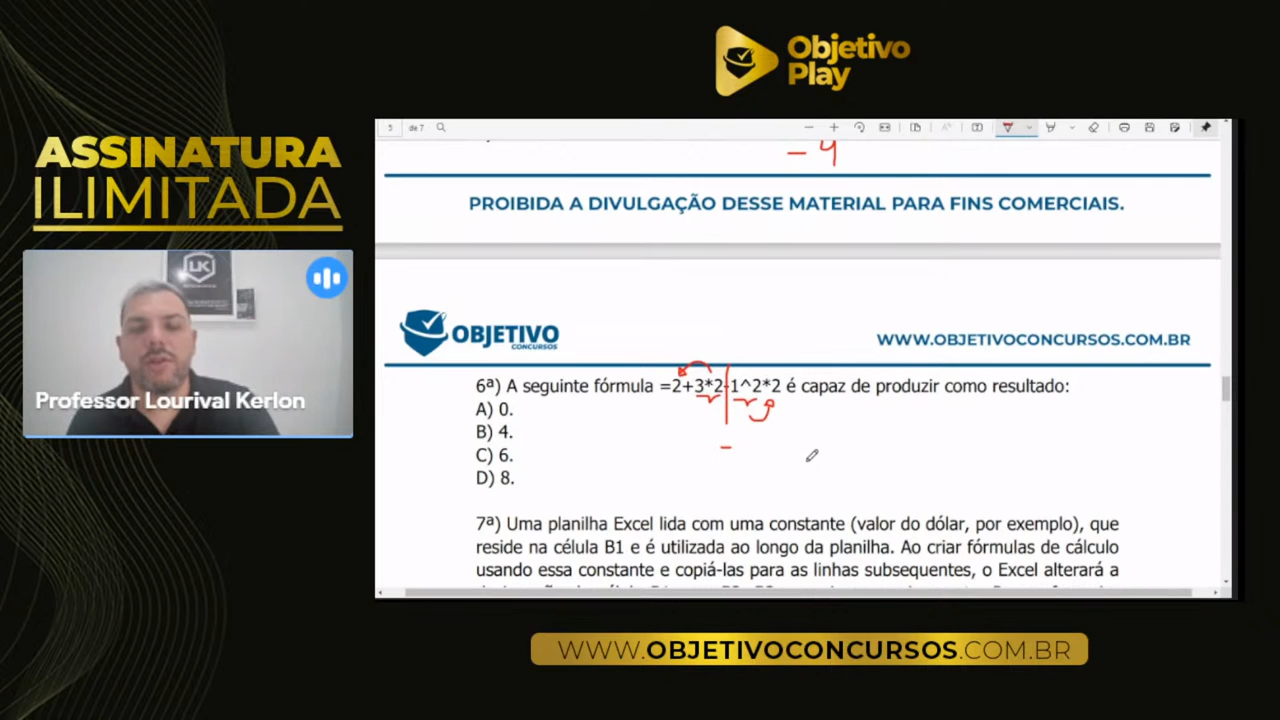 Objetivo
Play
ASSINATURA
ILIMITADA
5 de 7
– 4
PROIBIDA A DIVULGAÇÃO DESSE MATERIAL PARA FINS COMERCIAIS.
LK
Professor Lourival Kerlon
OBJETIVO
CONCURSOS
WWW.OBJETIVOCONCURSOS.COM.BR
6ª) A seguinte fórmula =2+3*2-1^2*2 é capaz de produzir como resultado:
A) 0.
B) 4.
C) 6.
D) 8.
–
7ª) Uma planilha Excel lida com uma constante (valor do dólar, por exemplo), que
reside na célula B1 e é utilizada ao longo da planilha. Ao criar fórmulas de cálculo
usando essa constante e copiá-las para as linhas subsequentes, o Excel alterará a
WWW.OBJETIVOCONCURSOS.COM.BR